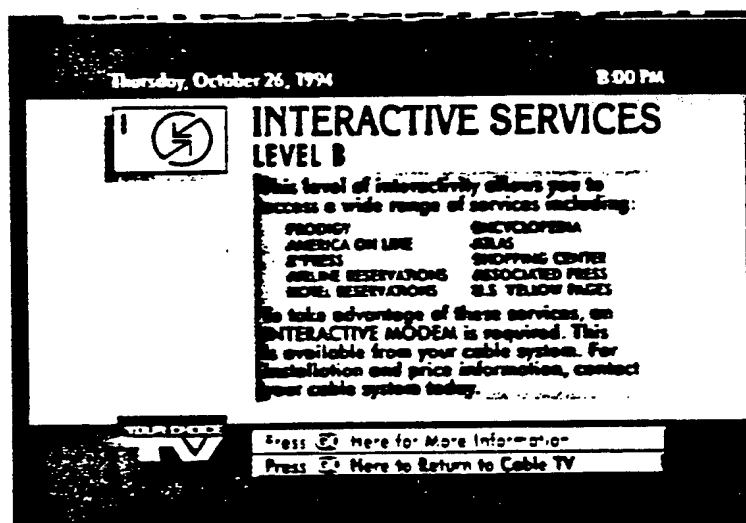 Thursday, October 26, 1994 8:00 PM
INTERACTIVE SERVICES
LEVEL B
This level of interactivity allows you to
access a wide range of services including:
PRODIGY ENCYCLOPEDIA
AMERICA ON LINE ATLAS
X*PRESS SHOPPING CENTER
AIRLINE RESERVATIONS ASSOCIATED PRESS
HOTEL RESERVATIONS U.S. YELLOW PAGES
To take advantage of these services, an
INTERACTIVE MODEM is required. This
is available from your cable system. For
installation and price information, contact
your cable system today.
YOUR CHOICE
TV
Press Here for More Information
Press Here to Return to Cable TV